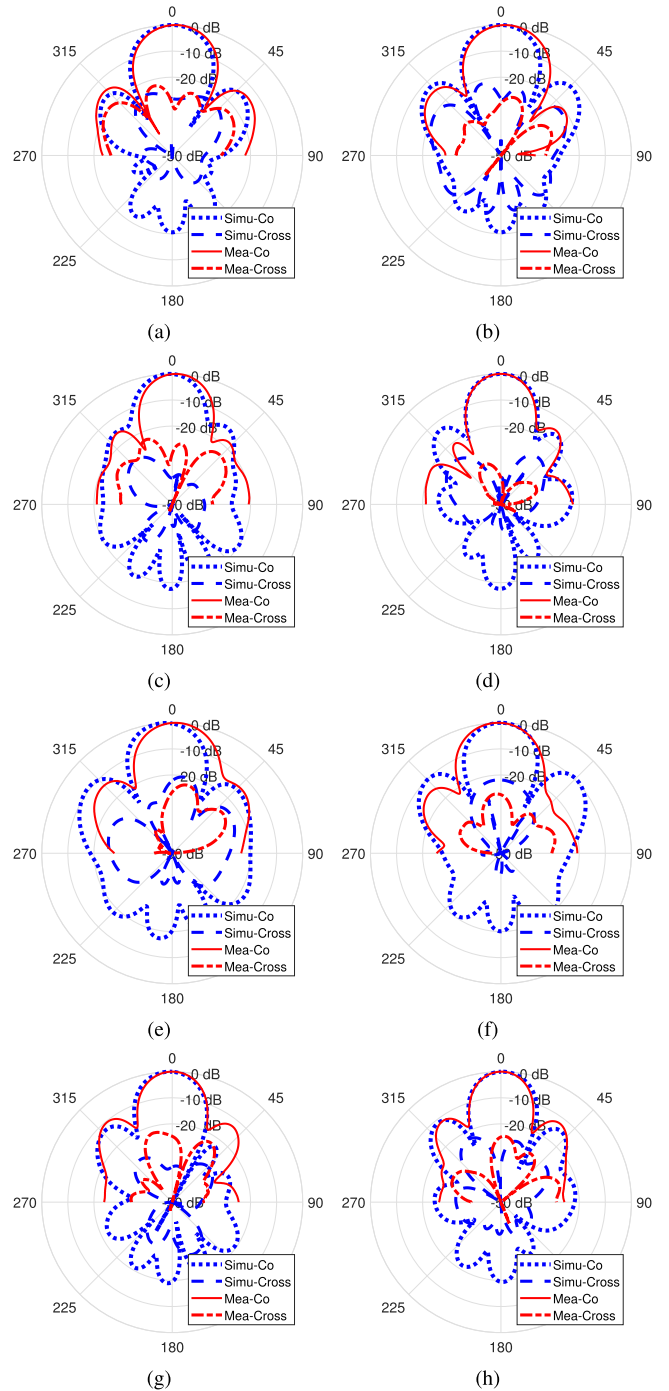 0
0 dB
315
-10 dB
45
-20 dB
270
-50 dB
90
Simu-Co
Simu-Cross
Mea-Co
Mea-Cross
225
180
(a)
0
0 dB
315
-10 dB
45
-20 dB
270
dB
90
Simu-Co
Simu-Cross
Mea-Co
Mea-Cross
225
180
(b)
0
0 dB
315
-10 dB
45
-20 dB
270
dB
90
Simu-Co
Simu-Cross
Mea-Co
Mea-Cross
225
180
(c)
0
0 dB
315
-10 dB
45
-20 dB
270
dB
90
Simu-Co
Simu-Cross
Mea-Co
Mea-Cross
225
180
(d)
0
0 dB
315
-10 dB
45
20 dB
270
dB
90
Simu-Co
Simu-Cross
Mea-Co
Mea-Cross
225
180
(e)
0
0 dB
315
-10 dB
45
-20 dB
270
dB
90
Simu-Co
Simu-Cross
Mea-Co
Mea-Cross
225
180
(f)
0
0 dB
315
-10 dB
45
-20 dB
270
-50 dB
90
Simu-Co
Simu-Cross
Mea-Co
Mea-Cross
225
180
(g)
0
0 dB
315
-10 dB
45
-20 dB
270
-50 dB
90
Simu-Co
Simu-Cross
Mea-Co
Mea-Cross
225
180
(h)